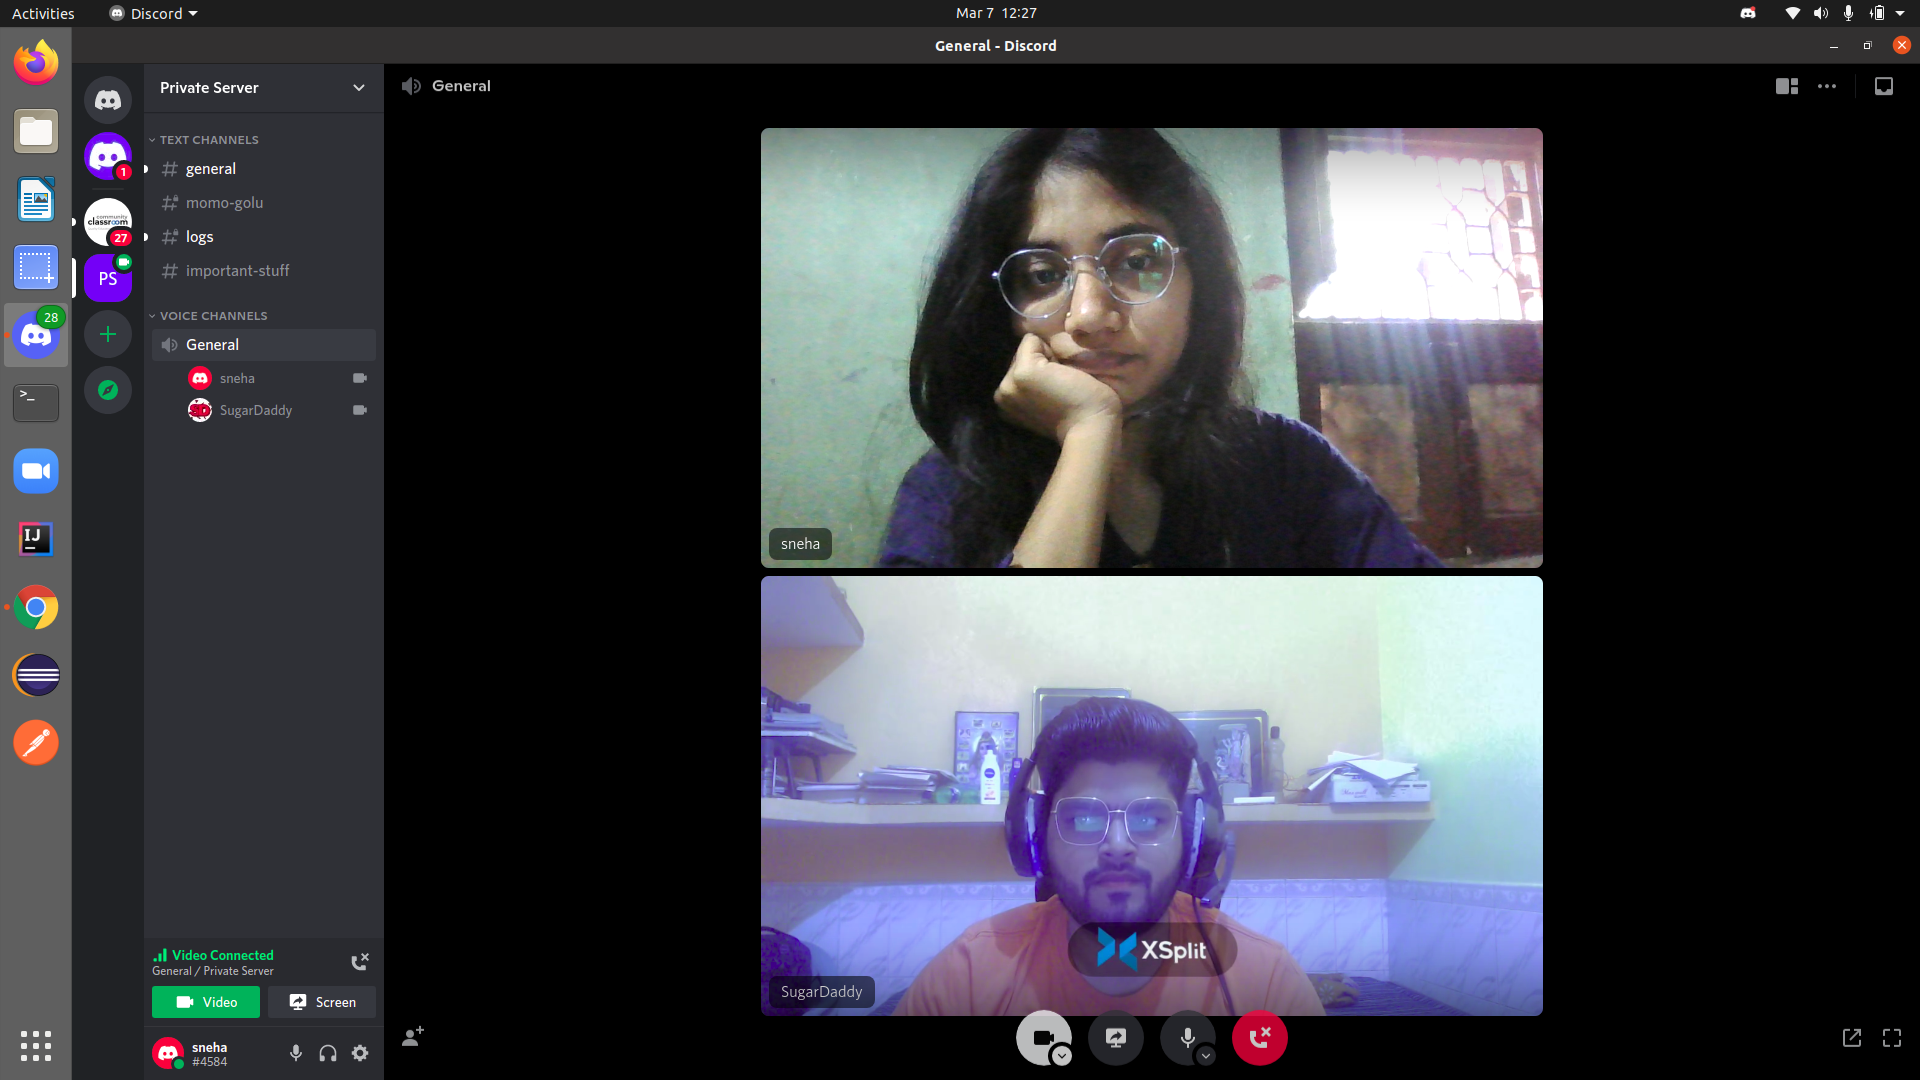 Activities
Discord
Mar 7 12:27
General - Discord
Private Server
General
TEXT CHANNELS
general
1
momo-golu
community
classroom
27
logs
important-stuff
PS
VOICE CHANNELS
28
General
>_
sneha
SugarDaddy
IJ
sneha
XSplit
SugarDaddy
Video Connected
General / Private Server
Video
Screen
sneha
#4584